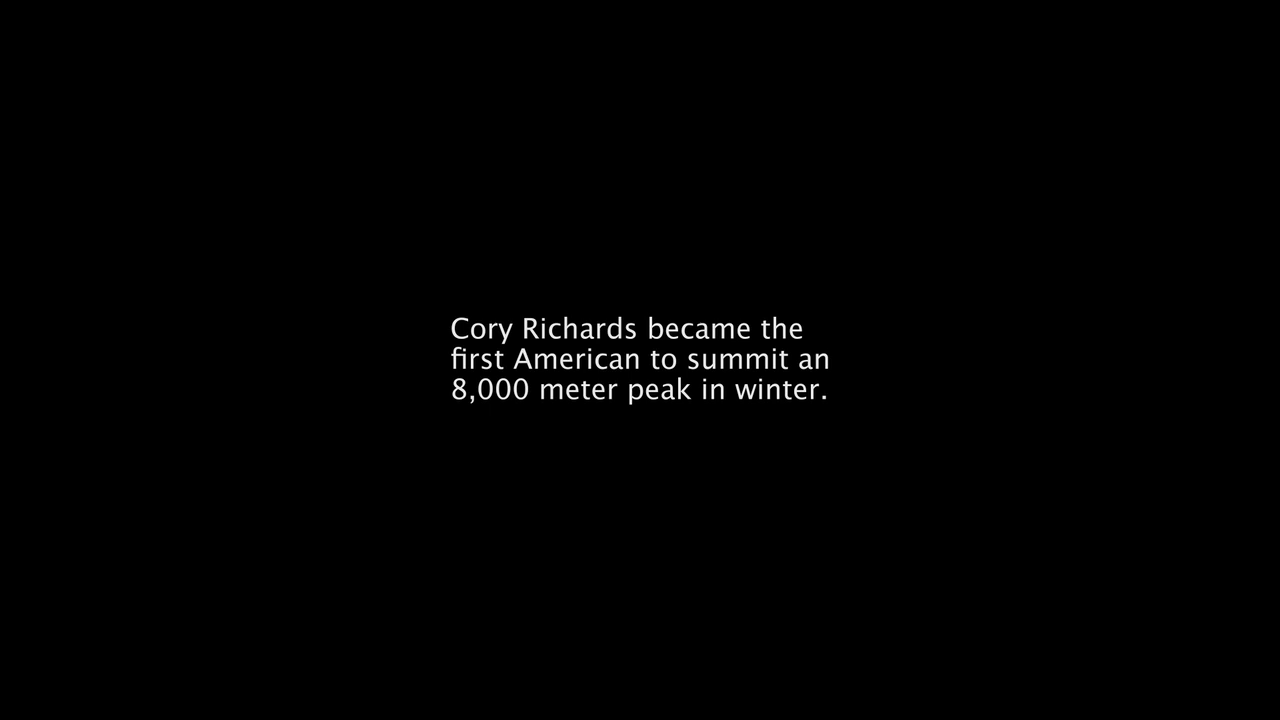 Cory Richards became the
first American to summit an
8,000 meter peak in winter.